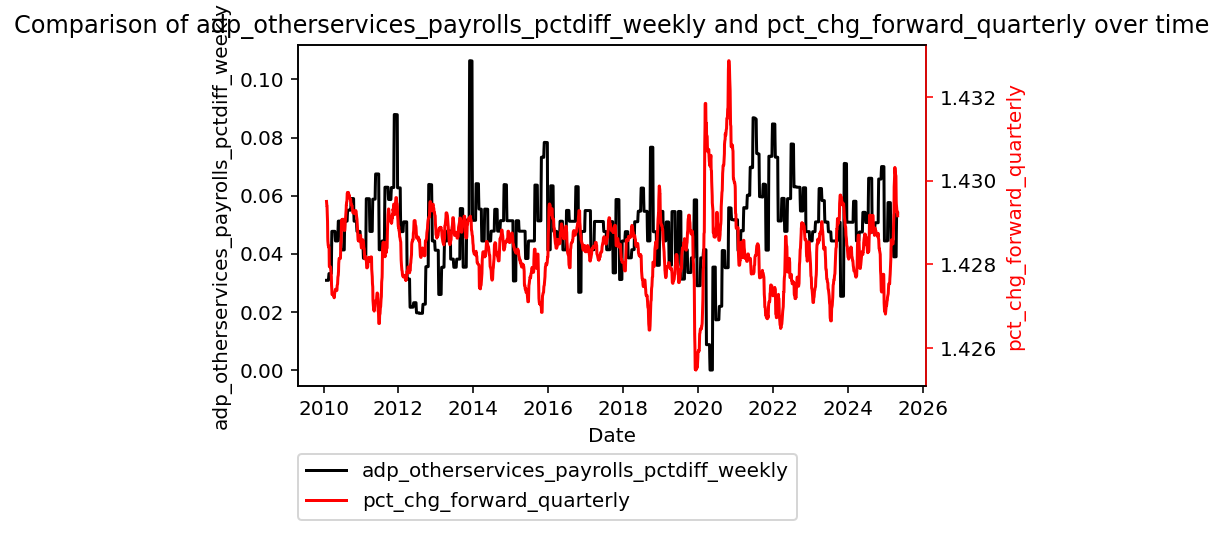 Comparison of adp_otherservices_payrolls_pctdiff_weekly and pct_chg_forward_quarterly over time
adp_otherservices_payrolls_pctdiff_weekly
0.10
0.08
0.06
0.04
0.02
0.00
1.432
1.430
1.428
1.426
pct_chg_forward_quarterly
2010 2012 2014 2016 2018 2020 2022 2024 2026
Date
adp_otherservices_payrolls_pctdiff_weekly
pct_chg_forward_quarterly